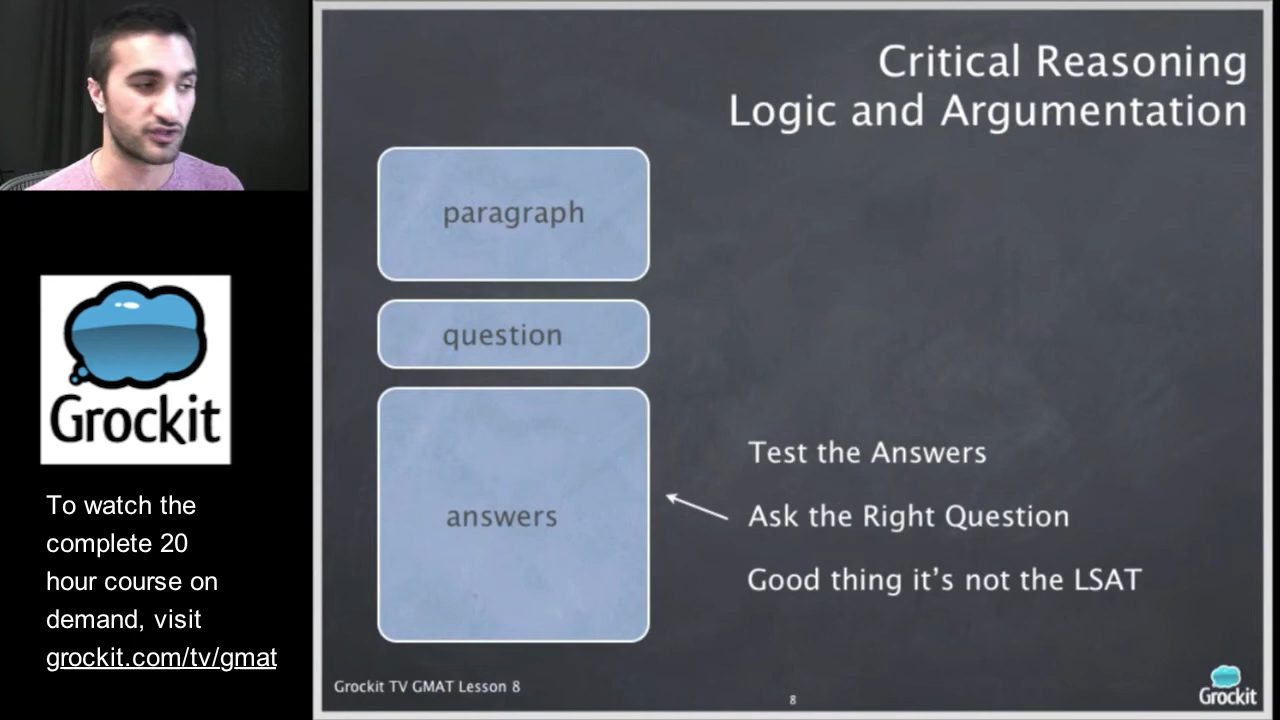 Critical Reasoning
Logic and Argumentation
paragraph
question
answers
Test the Answers
Ask the Right Question
Good thing it's not the LSAT
Grockit
To watch the
complete 20
hour course on
demand, visit
grockit.com/tv/gmat
Grockit TV GMAT Lesson 8
8
Grockit